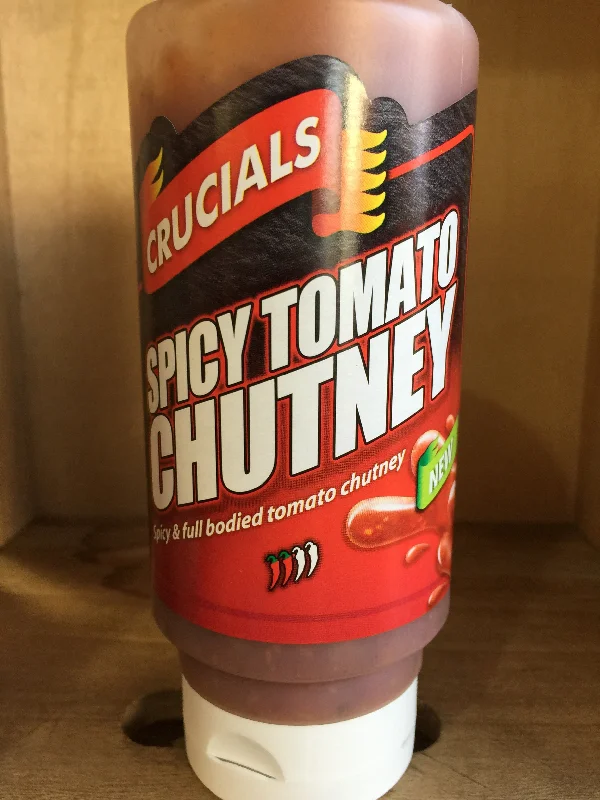 CRUCIALS
SPICY TOMATO
CHUTNEY
Spicy & full bodied tomato chutney
NEW